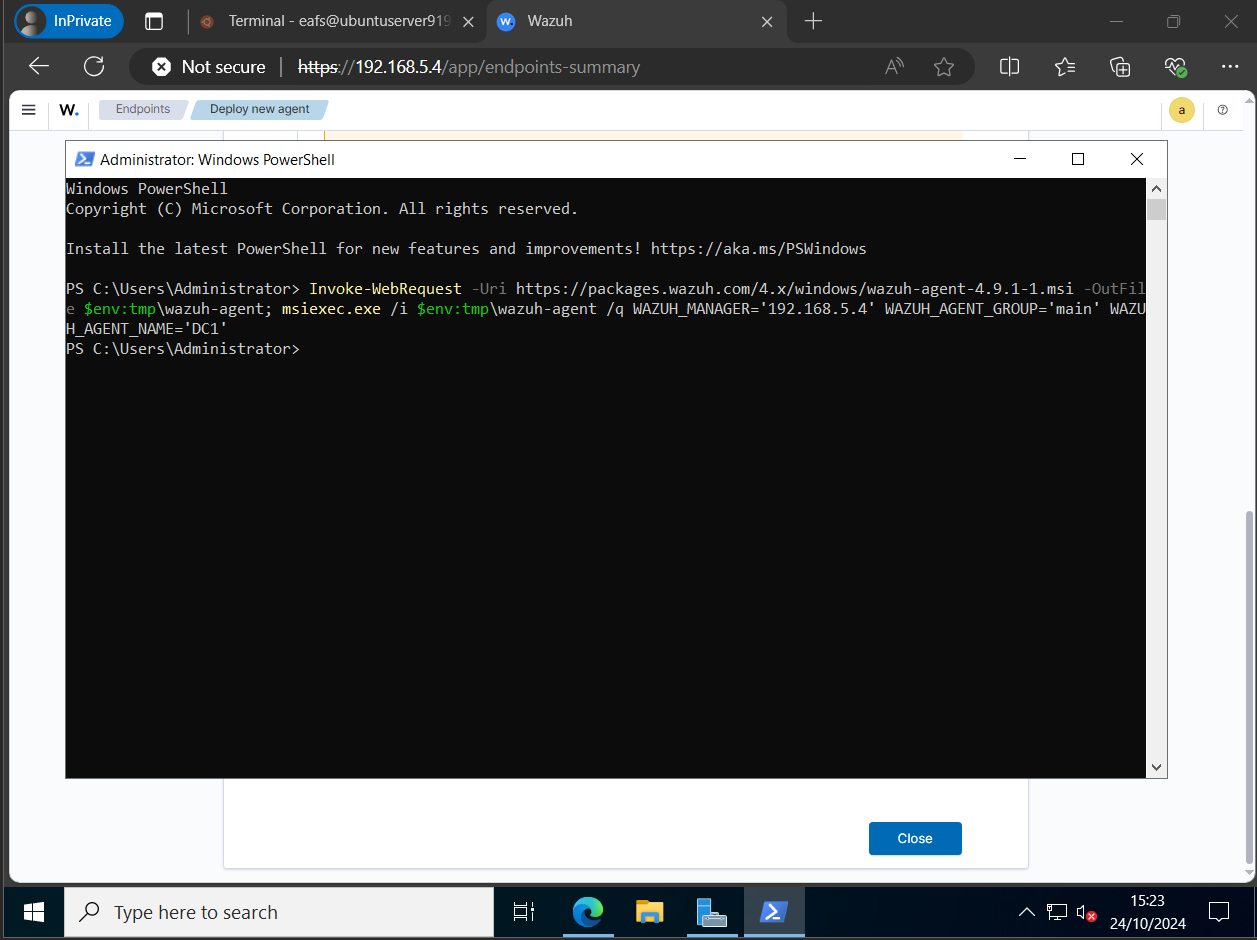 InPrivate
Terminal - eafs@ubuntuserver919
Wazuh
Not secure
https://192.168.5.4/app/endpoints-summary
W.
Endpoints
Deploy new agent
a
Administrator: Windows PowerShell
Windows PowerShell
Copyright (C) Microsoft Corporation. All rights reserved.
Install the latest PowerShell for new features and improvements! https://aka.ms/PSWindows
PS C:\Users\Administrator> Invoke-WebRequest -Uri https://packages.wazuh.com/4.x/windows/wazuh-agent-4.9.1-1.msi -OutFil
e $env:tmp\wazuh-agent; msiexec.exe /i $env:tmp\wazuh-agent /q WAZUH_MANAGER='192.168.5.4' WAZUH_AGENT_GROUP='main' WAZU
H_AGENT_NAME='DC1'
PS C:\Users\Administrator>
Close
Type here to search
15:23
24/10/2024